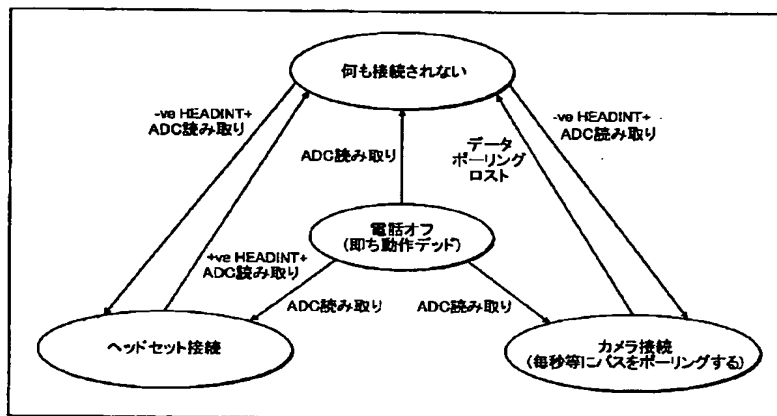 何も接続されない
-ve HEADINT+
ADC読み取り
-ve HEADINT+
ADC読み取り
ADC読み取り
データ
ポーリング
ロスト
電話オフ
(即ち動作デッド)
+ve HEADINT+
ADC読み取り
ADC読み取り
ADC読み取り
ヘッドセット接続
カメラ接続
(毎秒等にバスをポーリングする)